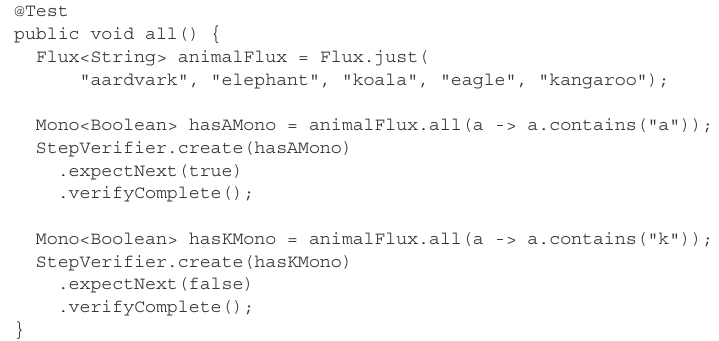 @Test
public void all() {
  Flux<String> animalFlux = Flux.just(
      "aardvark", "elephant", "koala", "eagle", "kangaroo");

  Mono<Boolean> hasAMono = animalFlux.all(a -> a.contains("a"));
  StepVerifier.create(hasAMono)
    .expectNext(true)
    .verifyComplete();

  Mono<Boolean> hasKMono = animalFlux.all(a -> a.contains("k"));
  StepVerifier.create(hasKMono)
    .expectNext(false)
    .verifyComplete();
}